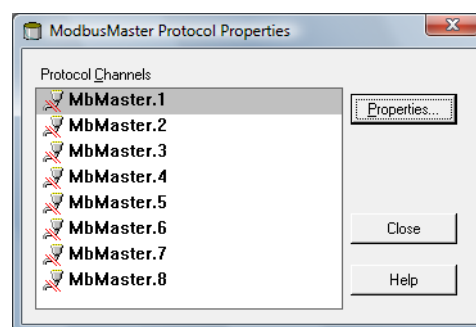 ModbusMaster Protocol Properties
Protocol Channels
MbMaster.1
MbMaster.2
MbMaster.3
MbMaster.4
MbMaster.5
MbMaster.6
MbMaster.7
MbMaster.8
Properties...
Close
Help